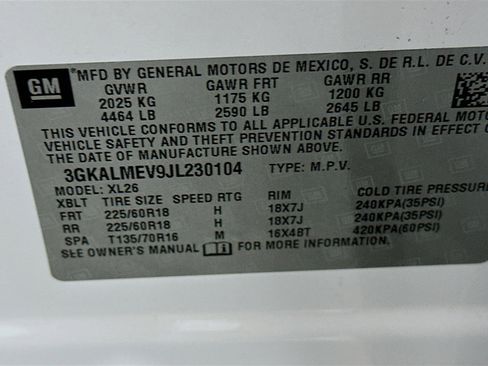 GM
*MFD BY GENERAL MOTORS DE MEXICO, S. DE R.L. DE C.V.
GVWR GAWR FRT GAWR RR
2025 KG 1175 KG 1200 KG
4464 LB 2590 LB 2645 LB
THIS VEHICLE CONFORMS TO ALL APPLICABLE U.S. FEDERAL MOTOR
VEHICLE SAFETY AND THEFT PREVENTION STANDARDS IN EFFECT O
THE DATE OF MANUFACTURE SHOWN ABOVE.
3GKALMEV9JL230104 TYPE: M.P.V.
MODEL: XL26
XBLT TIRE SIZE SPEED RTG RIM COLD TIRE PRESSURE
FRT 225/60R18 H 18X7J 240KPA(35PSI)
RR 225/60R18 H 18X7J 240KPA(35PSI)
SPA T135/70R16 M 16X4BT 420KPA(60PSI)
SEE OWNER'S MANUAL FOR MORE INFORMATION.